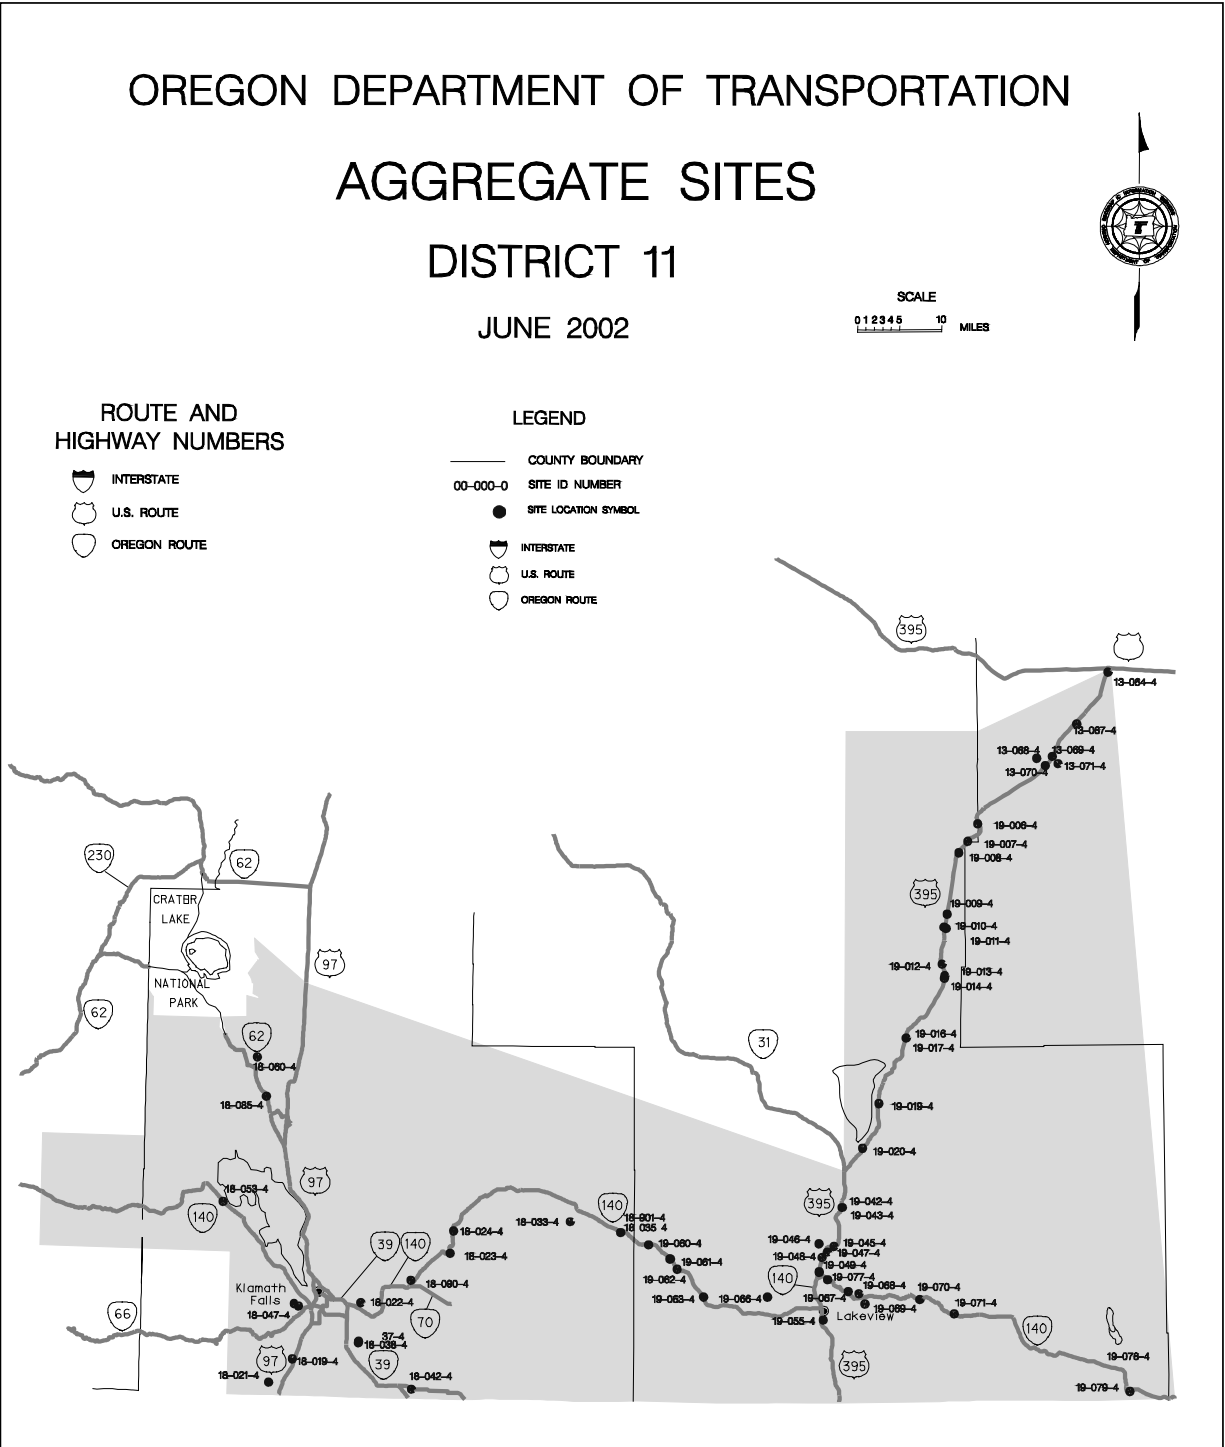 OREGON DEPARTMENT OF TRANSPORTATION
AGGREGATE SITES
DISTRICT 11
JUNE 2002
SCALE
0 1 2 3 4 5 10 MILES
ROUTE AND
HIGHWAY NUMBERS
INTERSTATE
U.S. ROUTE
OREGON ROUTE
LEGEND
COUNTY BOUNDARY
00-000-0 SITE ID NUMBER
SITE LOCATION SYMBOL
INTERSTATE
U.S. ROUTE
OREGON ROUTE
395
13-064-4
13-067-4
13-068-4 13-069-4
13-070-4 13-071-4
19-006-4
19-007-4
19-008-4
230
62
CRATER
LAKE
395
19-009-4
19-010-4
19-011-4
97
19-012-4 19-013-4
19-014-4
NATIONAL
PARK
62
62
31
19-016-4
19-017-4
18-060-4
18-085-4
19-019-4
19-020-4
97
18-053-4
140
140
395
19-042-4
19-043-4
18-033-4
18-901-4
18 035 4
18-024-4
39
140
18-023-4
19-060-4
19-046-4 19-045-4
19-048-4 19-047-4
19-061-4
19-049-4
19-062-4
140
19-077-4
18-090-4
19-068-4 19-070-4
Klamath
Falls
19-063-4 19-066-4 19-067-4
18-022-4
19-069-4 19-071-4
18-047-4
66
70
19-055-4 Lakeview
140
37-4
18-038-4
97
18-019-4
39
395
19-078-4
18-021-4
18-042-4
19-079-4